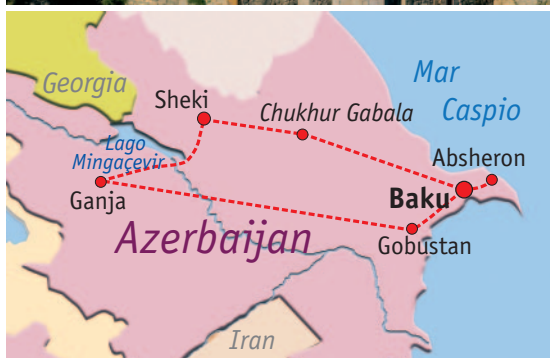 Georgia
Mar
Caspio
Sheki
Chukhur Gabala
Lago
Mingaçevir
Absheron
Ganja
Baku
Azerbaijan
Gobustan
Iran